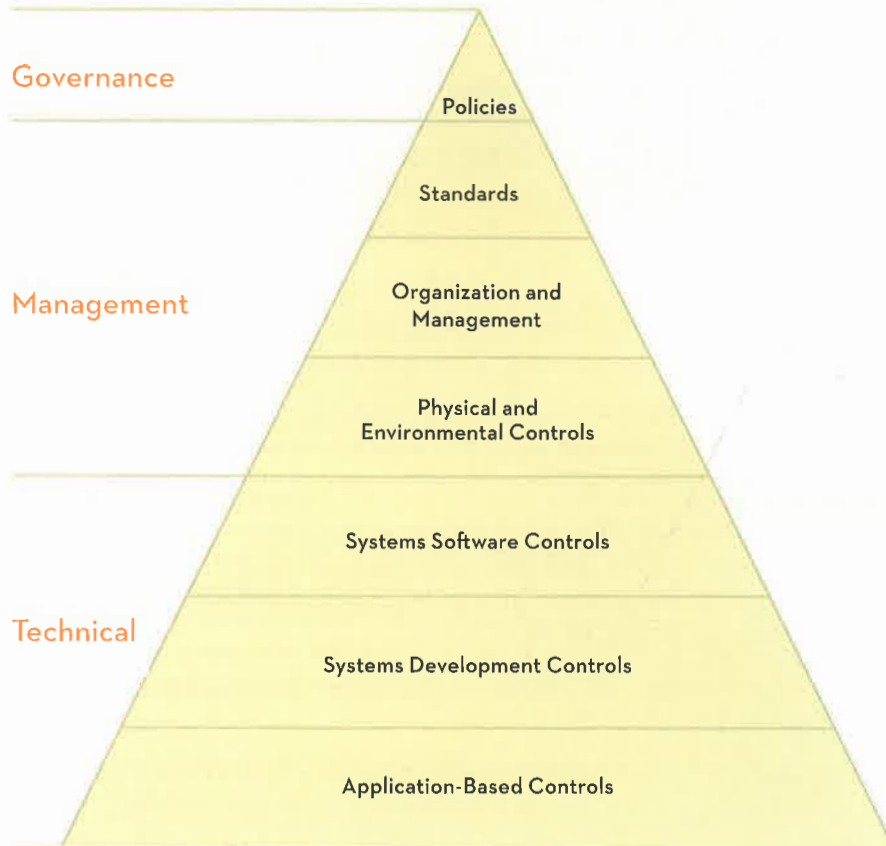 Governance
Policies
Standards
Management
Organization and
Management
Physical and
Environmental Controls
Systems Software Controls
Technical
Systems Development Controls
Application-Based Controls